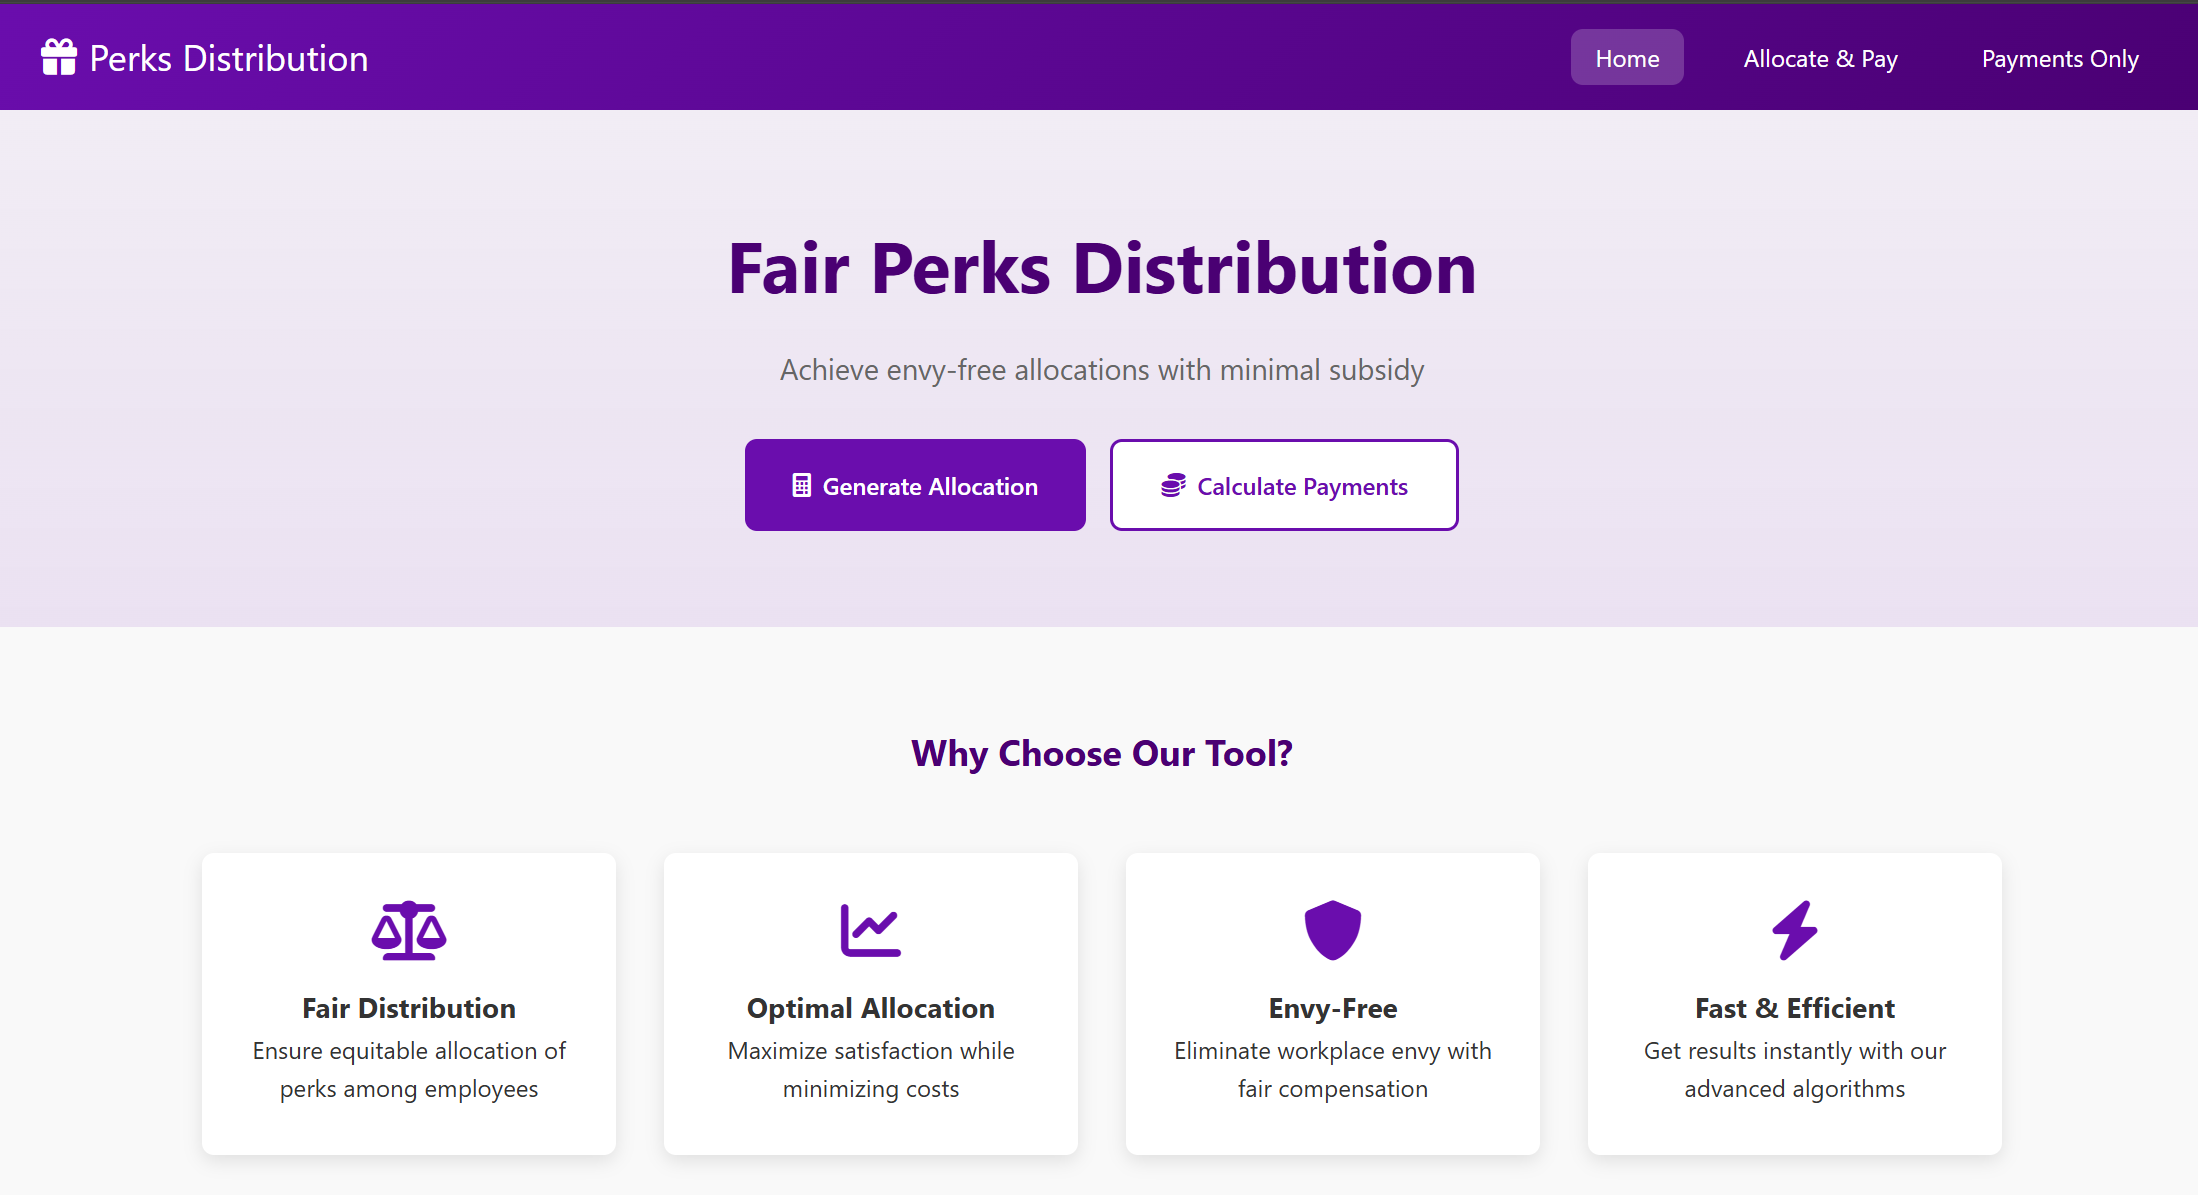 Perks Distribution
Home
Allocate & Pay
Payments Only
Fair Perks Distribution
Achieve envy-free allocations with minimal subsidy
Generate Allocation
Calculate Payments
Why Choose Our Tool?
Fair Distribution
Ensure equitable allocation of
perks among employees
Optimal Allocation
Maximize satisfaction while
minimizing costs
Envy-Free
Eliminate workplace envy with
fair compensation
Fast & Efficient
Get results instantly with our
advanced algorithms